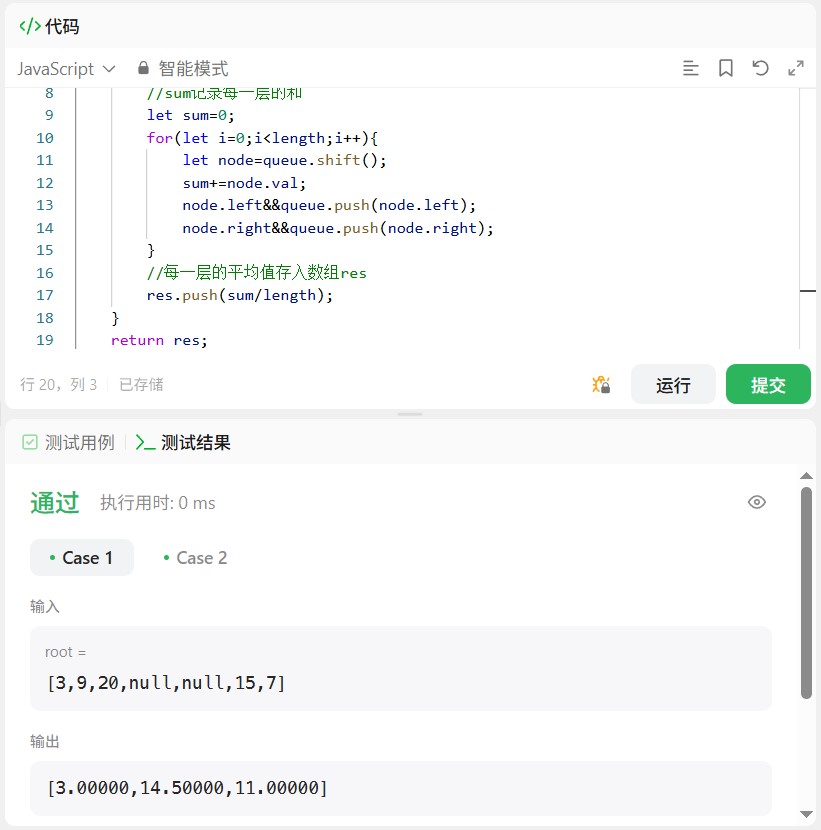 </> 代码
JavaScript 智能模式
8 //sum记录每一层的和
9 let sum=0;
10 for(let i=0;i<length;i++){
11 let node=queue.shift();
12 sum+=node.val;
13 node.left&&queue.push(node.left);
14 node.right&&queue.push(node.right);
15 }
16 //每一层的平均值存入数组res
17 res.push(sum/length);
18 }
19 return res;
行 20，列 3 已存储 运行 提交
测试用例 >_ 测试结果
通过 执行用时: 0 ms
• Case 1 • Case 2
输入
root =
[3,9,20,null,null,15,7]
输出
[3.00000,14.50000,11.00000]